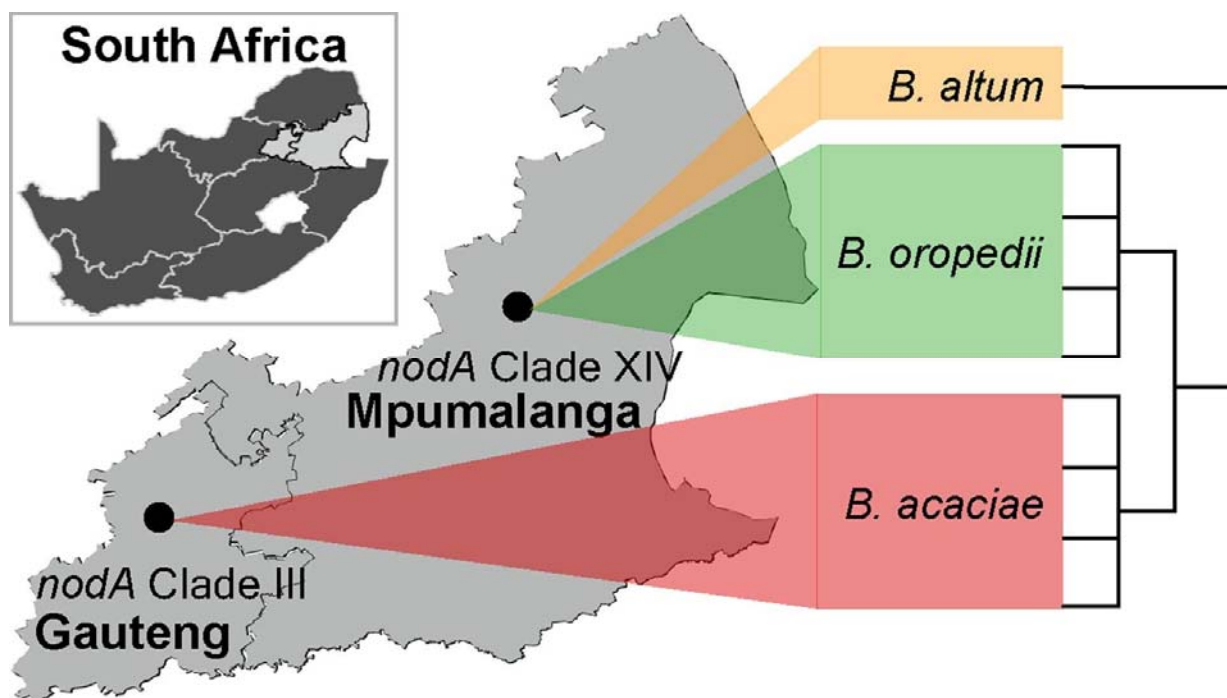 South Africa
B. altum
B. oropedii
nodA Clade XIV
Mpumalanga
B. acaciae
nodA Clade III
Gauteng